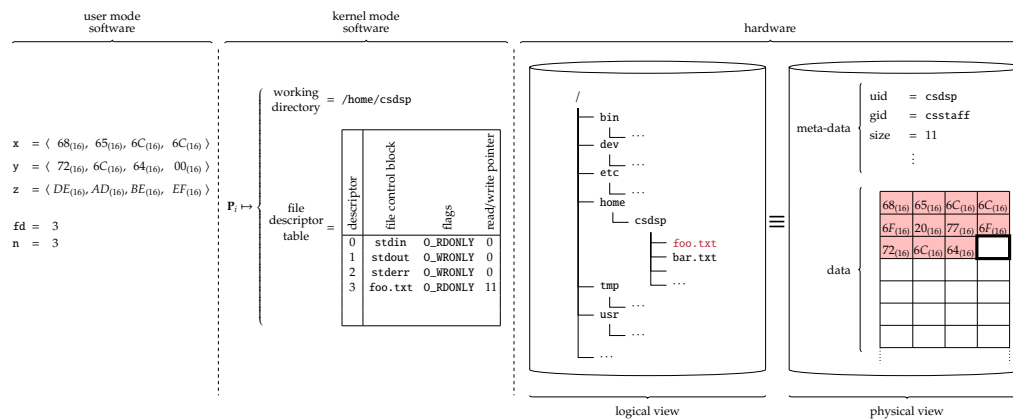 user mode
software
kernel mode
software
hardware
x = ⟨ 68(16), 65(16), 6C(16), 6C(16) ⟩
y = ⟨ 72(16), 6C(16), 64(16), 00(16) ⟩
z = ⟨ DE(16), AD(16), BE(16), EF(16) ⟩
fd = 3
n = 3
Pi ↦
working
directory = /home/csdsp
file
descriptor
table =
descriptor file control block flags read/write pointer
0 stdin O_RDONLY 0
1 stdout O_WRONLY 0
2 stderr O_WRONLY 0
3 foo.txt O_RDONLY 11
/
bin
...
dev
...
etc
...
home
csdsp
foo.txt
bar.txt
...
tmp
...
usr
...
...
logical view
≡
meta-data
uid = csdsp
gid = csstaff
size = 11
⋮
data
68(16) 65(16) 6C(16) 6C(16)
6F(16) 20(16) 77(16) 6F(16)
72(16) 6C(16) 64(16)
physical view